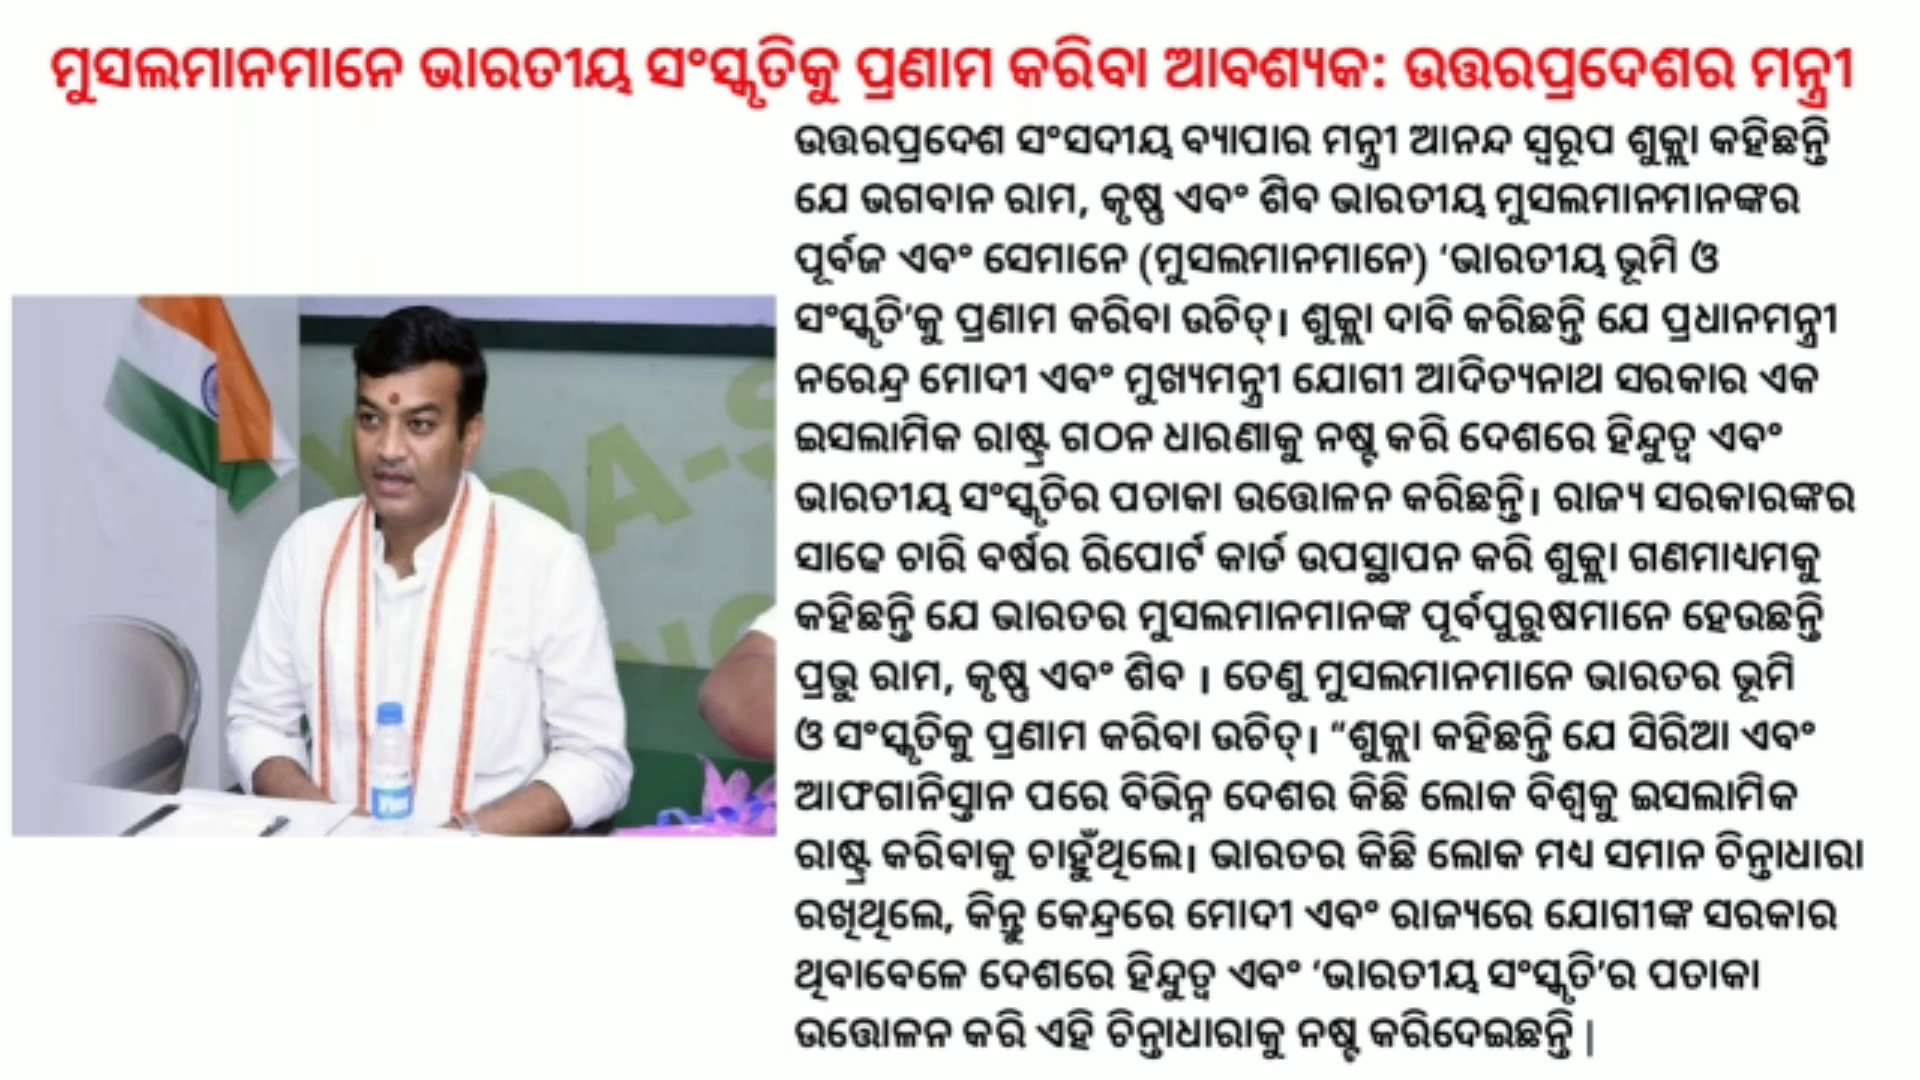 ମୁସଲମାନମାନେ ଭାରତୀୟ ସଂସ୍କୃତିକୁ ପ୍ରଣାମ କରିବା ଆବଶ୍ୟକ: ଉତ୍ତରପ୍ରଦେଶର ମନ୍ତ୍ରୀ
ଉତ୍ତରପ୍ରଦେଶ ସଂସଦୀୟ ବ୍ୟାପାର ମନ୍ତ୍ରୀ ଆନନ୍ଦ ସ୍ୱରୂପ ଶୁକ୍ଲା କହିଛନ୍ତି
ଯେ ଭଗବାନ ରାମ, କୃଷ୍ଣ ଏବଂ ଶିବ ଭାରତୀୟ ମୁସଲମାନମାନଙ୍କର
ପୂର୍ବଜ ଏବଂ ସେମାନେ (ମୁସଲମାନମାନେ) ‘ଭାରତୀୟ ଭୂମି ଓ
ସଂସ୍କୃତି’କୁ ପ୍ରଣାମ କରିବା ଉଚିତ୍। ଶୁକ୍ଲା ଦାବି କରିଛନ୍ତି ଯେ ପ୍ରଧାନମନ୍ତ୍ରୀ
ନରେନ୍ଦ୍ର ମୋଦୀ ଏବଂ ମୁଖ୍ୟମନ୍ତ୍ରୀ ଯୋଗୀ ଆଦିତ୍ୟନାଥ ସରକାର ଏକ
ଇସଲାମିକ ରାଷ୍ଟ୍ର ଗଠନ ଧାରଣାକୁ ନଷ୍ଟ କରି ଦେଶରେ ହିନ୍ଦୁତ୍ୱ ଏବଂ
ଭାରତୀୟ ସଂସ୍କୃତିର ପତାକା ଉତ୍ତୋଳନ କରିଛନ୍ତି। ରାଜ୍ୟ ସରକାରଙ୍କର
ସାଢେ ଚାରି ବର୍ଷର ରିପୋର୍ଟ କାର୍ଡ ଉପସ୍ଥାପନ କରି ଶୁକ୍ଲା ଗଣମାଧ୍ୟମକୁ
କହିଛନ୍ତି ଯେ ଭାରତର ମୁସଲମାନମାନଙ୍କ ପୂର୍ବପୁରୁଷମାନେ ହେଉଛନ୍ତି
ପ୍ରଭୁ ରାମ, କୃଷ୍ଣ ଏବଂ ଶିବ । ତେଣୁ ମୁସଲମାନମାନେ ଭାରତର ଭୂମି
ଓ ସଂସ୍କୃତିକୁ ପ୍ରଣାମ କରିବା ଉଚିତ୍। “ଶୁକ୍ଲା କହିଛନ୍ତି ଯେ ସିରିଆ ଏବଂ
ଆଫଗାନିସ୍ତାନ ପରେ ବିଭିନ୍ନ ଦେଶର କିଛି ଲୋକ ବିଶ୍ୱକୁ ଇସଲାମିକ
ରାଷ୍ଟ୍ର କରିବାକୁ ଚାହୁଁଥିଲେ। ଭାରତର କିଛି ଲୋକ ମଧ୍ୟ ସମାନ ଚିନ୍ତାଧାରା
ରଖିଥିଲେ, କିନ୍ତୁ କେନ୍ଦ୍ରରେ ମୋଦୀ ଏବଂ ରାଜ୍ୟରେ ଯୋଗୀଙ୍କ ସରକାର
ଥିବାବେଳେ ଦେଶରେ ହିନ୍ଦୁତ୍ୱ ଏବଂ ‘ଭାରତୀୟ ସଂସ୍କୃତି’ର ପତାକା
ଉତ୍ତୋଳନ କରି ଏହି ଚିନ୍ତାଧାରାକୁ ନଷ୍ଟ କରିଦେଇଛନ୍ତି |